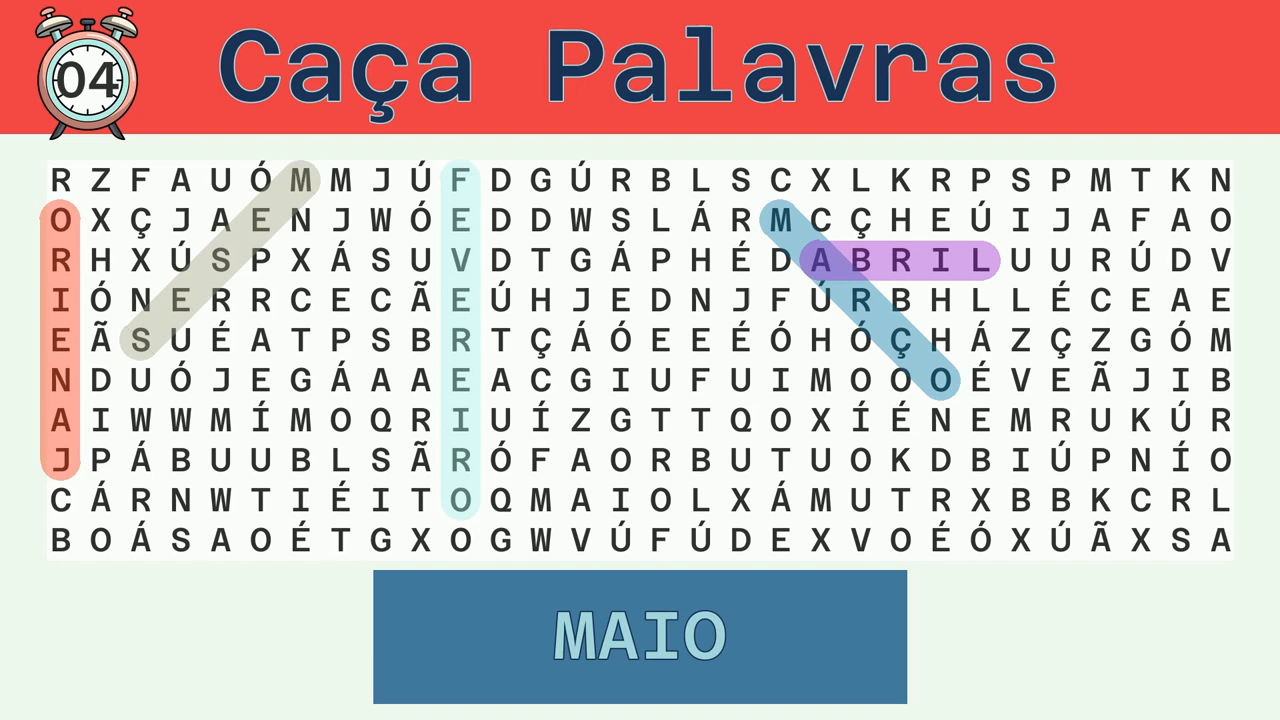 04
Caça Palavras
R Z F A U Ó M M J Ú F D G Ú R B L S C X L K R P S P M T K N
O X Ç J A E N J W Ó E D D W S L Á R M C Ç H E Ú I J A F A O
R H X Ú S P X Á S U V D T G Á P H É D A B R I L U U R Ú D V
I Ó N E R R C E C Ã E Ú H J E D N J F Ú R B H L L É C E A E
E Ã S U É A T P S B R T Ç Á Ó E E É Ó H Ó Ç H Á Z Ç Z G Ó M
N D U Ó J E G Á A A E A C G I U F U I M O O O É V E Ã J I B
A I W W M Í M O Q R I U Í Z G T T Q O X Í É N E M R U K Ú R
J P Á B U U B L S Ã R Ó F A O R B U T U O K D B I Ú P N Í O
C Á R N W T I É I T O Q M A I O L X Á M U T R X B B K C R L
B O Á S A O É T G X O G W V Ú F Ú D E X V O É Ó X Ú Ã X S A
MAIO